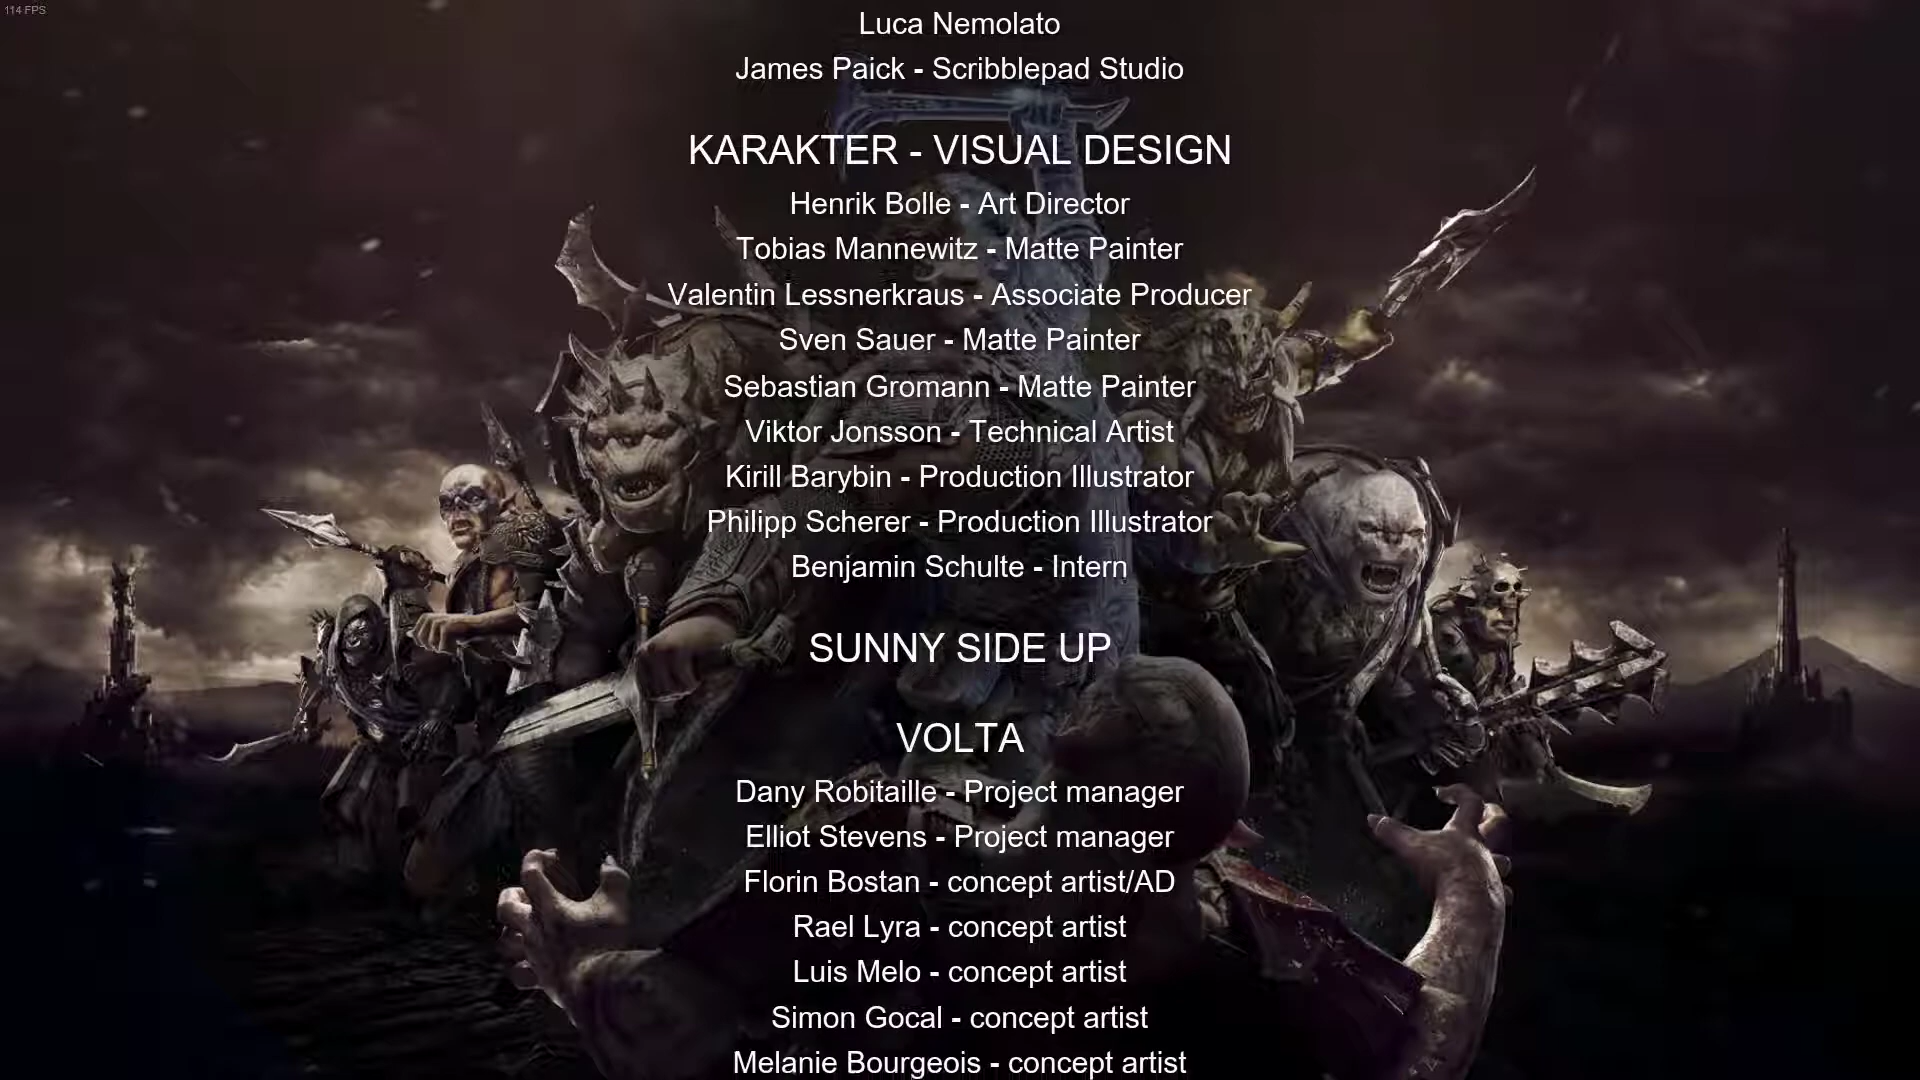 114 FPS
Luca Nemolato
James Paick - Scribblepad Studio
KARAKTER - VISUAL DESIGN
Henrik Bolle - Art Director
Tobias Mannewitz - Matte Painter
Valentin Lessnerkraus - Associate Producer
Sven Sauer - Matte Painter
Sebastian Gromann - Matte Painter
Viktor Jonsson - Technical Artist
Kirill Barybin - Production Illustrator
Philipp Scherer - Production Illustrator
Benjamin Schulte - Intern
SUNNY SIDE UP
VOLTA
Dany Robitaille - Project manager
Elliot Stevens - Project manager
Florin Bostan - concept artist/AD
Rael Lyra - concept artist
Luis Melo - concept artist
Simon Gocal - concept artist
Melanie Bourgeois - concept artist